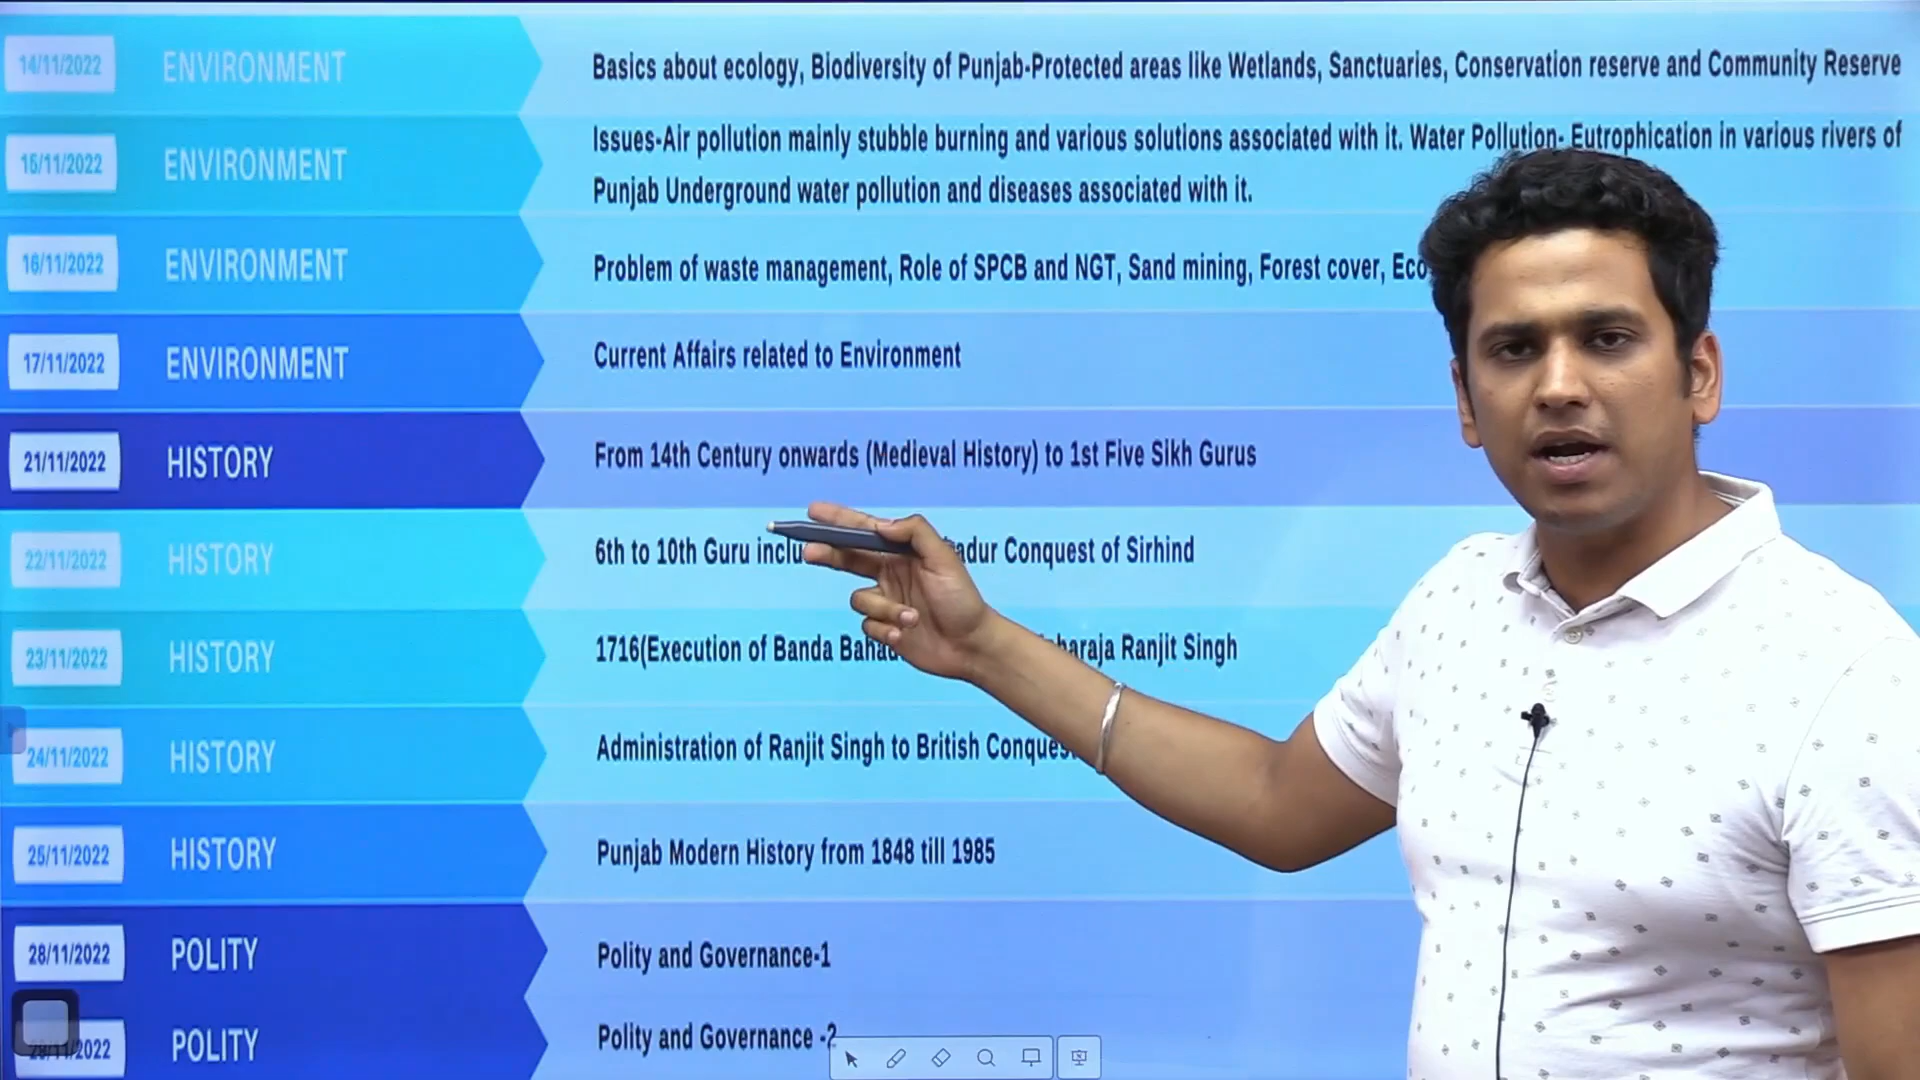 14/11/2022 ENVIRONMENT Basics about ecology, Biodiversity of Punjab-Protected areas like Wetlands, Sanctuaries, Conservation reserve and Community Reserve
15/11/2022 ENVIRONMENT Issues-Air pollution mainly stubble burning and various solutions associated with it. Water Pollution- Eutrophication in various rivers of
Punjab Underground water pollution and diseases associated with it.
16/11/2022 ENVIRONMENT Problem of waste management, Role of SPCB and NGT, Sand mining, Forest cover, Eco
17/11/2022 ENVIRONMENT Current Affairs related to Environment
21/11/2022 HISTORY From 14th Century onwards (Medieval History) to 1st Five Sikh Gurus
22/11/2022 HISTORY 6th to 10th Guru Conquest of Sirhind
23/11/2022 HISTORY 1716(Execution of Banda Ranjit Singh
24/11/2022 HISTORY Administration of Ranjit Singh to British
25/11/2022 HISTORY Punjab Modern History from 1848 till 1985
28/11/2022 POLITY Polity and Governance-1
POLITY Polity and Governance -2